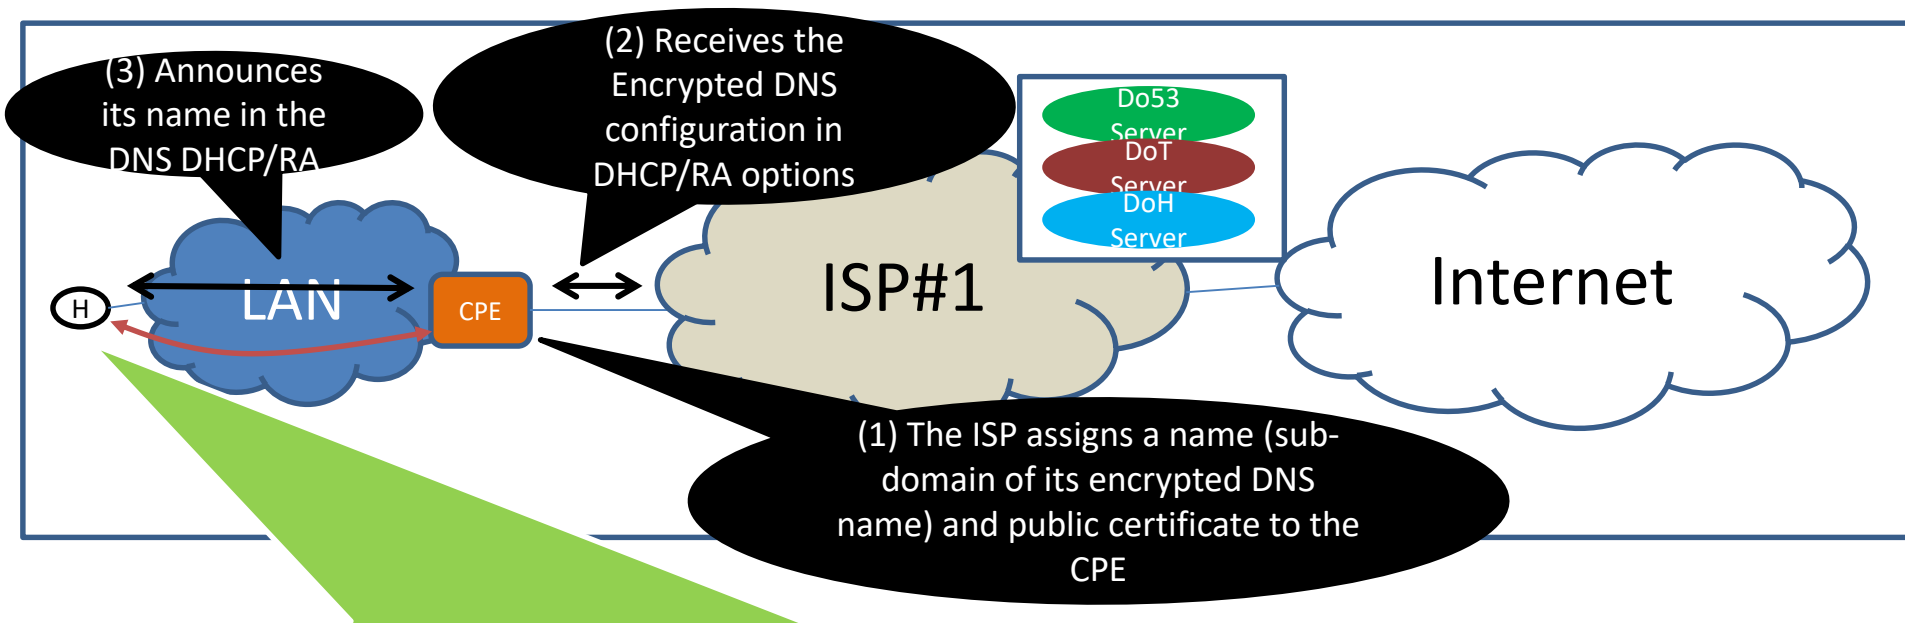 (3) Announces
its name in the
DNS DHCP/RA
(2) Receives the
Encrypted DNS
configuration in
DHCP/RA options
Do53
Server
DoT
Server
DoH
Server
H
LAN
CPE
ISP#1
Internet
(1) The ISP assigns a name (sub-
domain of its encrypted DNS
name) and public certificate to the
CPE